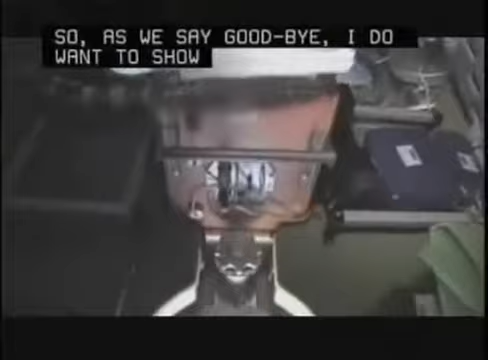 SO, AS WE SAY GOOD-BYE, I DO
WANT TO SHOW